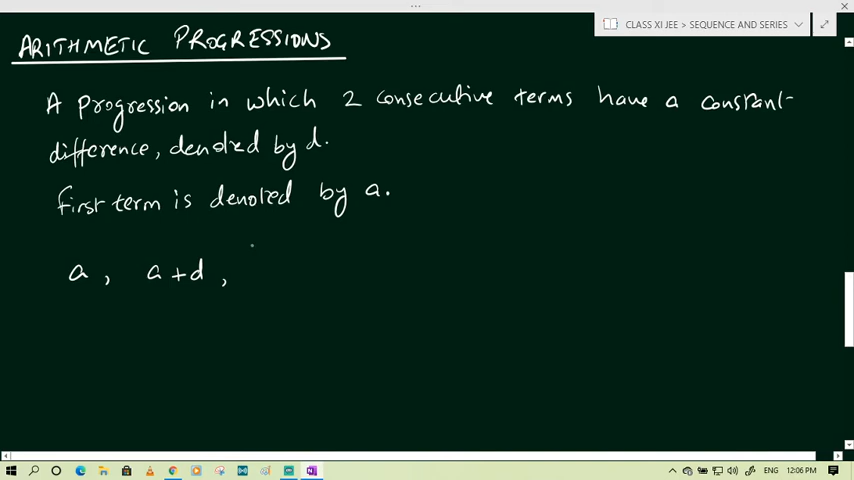 CLASS XI JEE > SEQUENCE AND SERIES
ARITHMETIC PROGRESSIONS
A Progression in which 2 consecutive terms have a constant
difference, denoted by d.
First term is denoted by a.
a, a+d,
ENG 12:06 PM